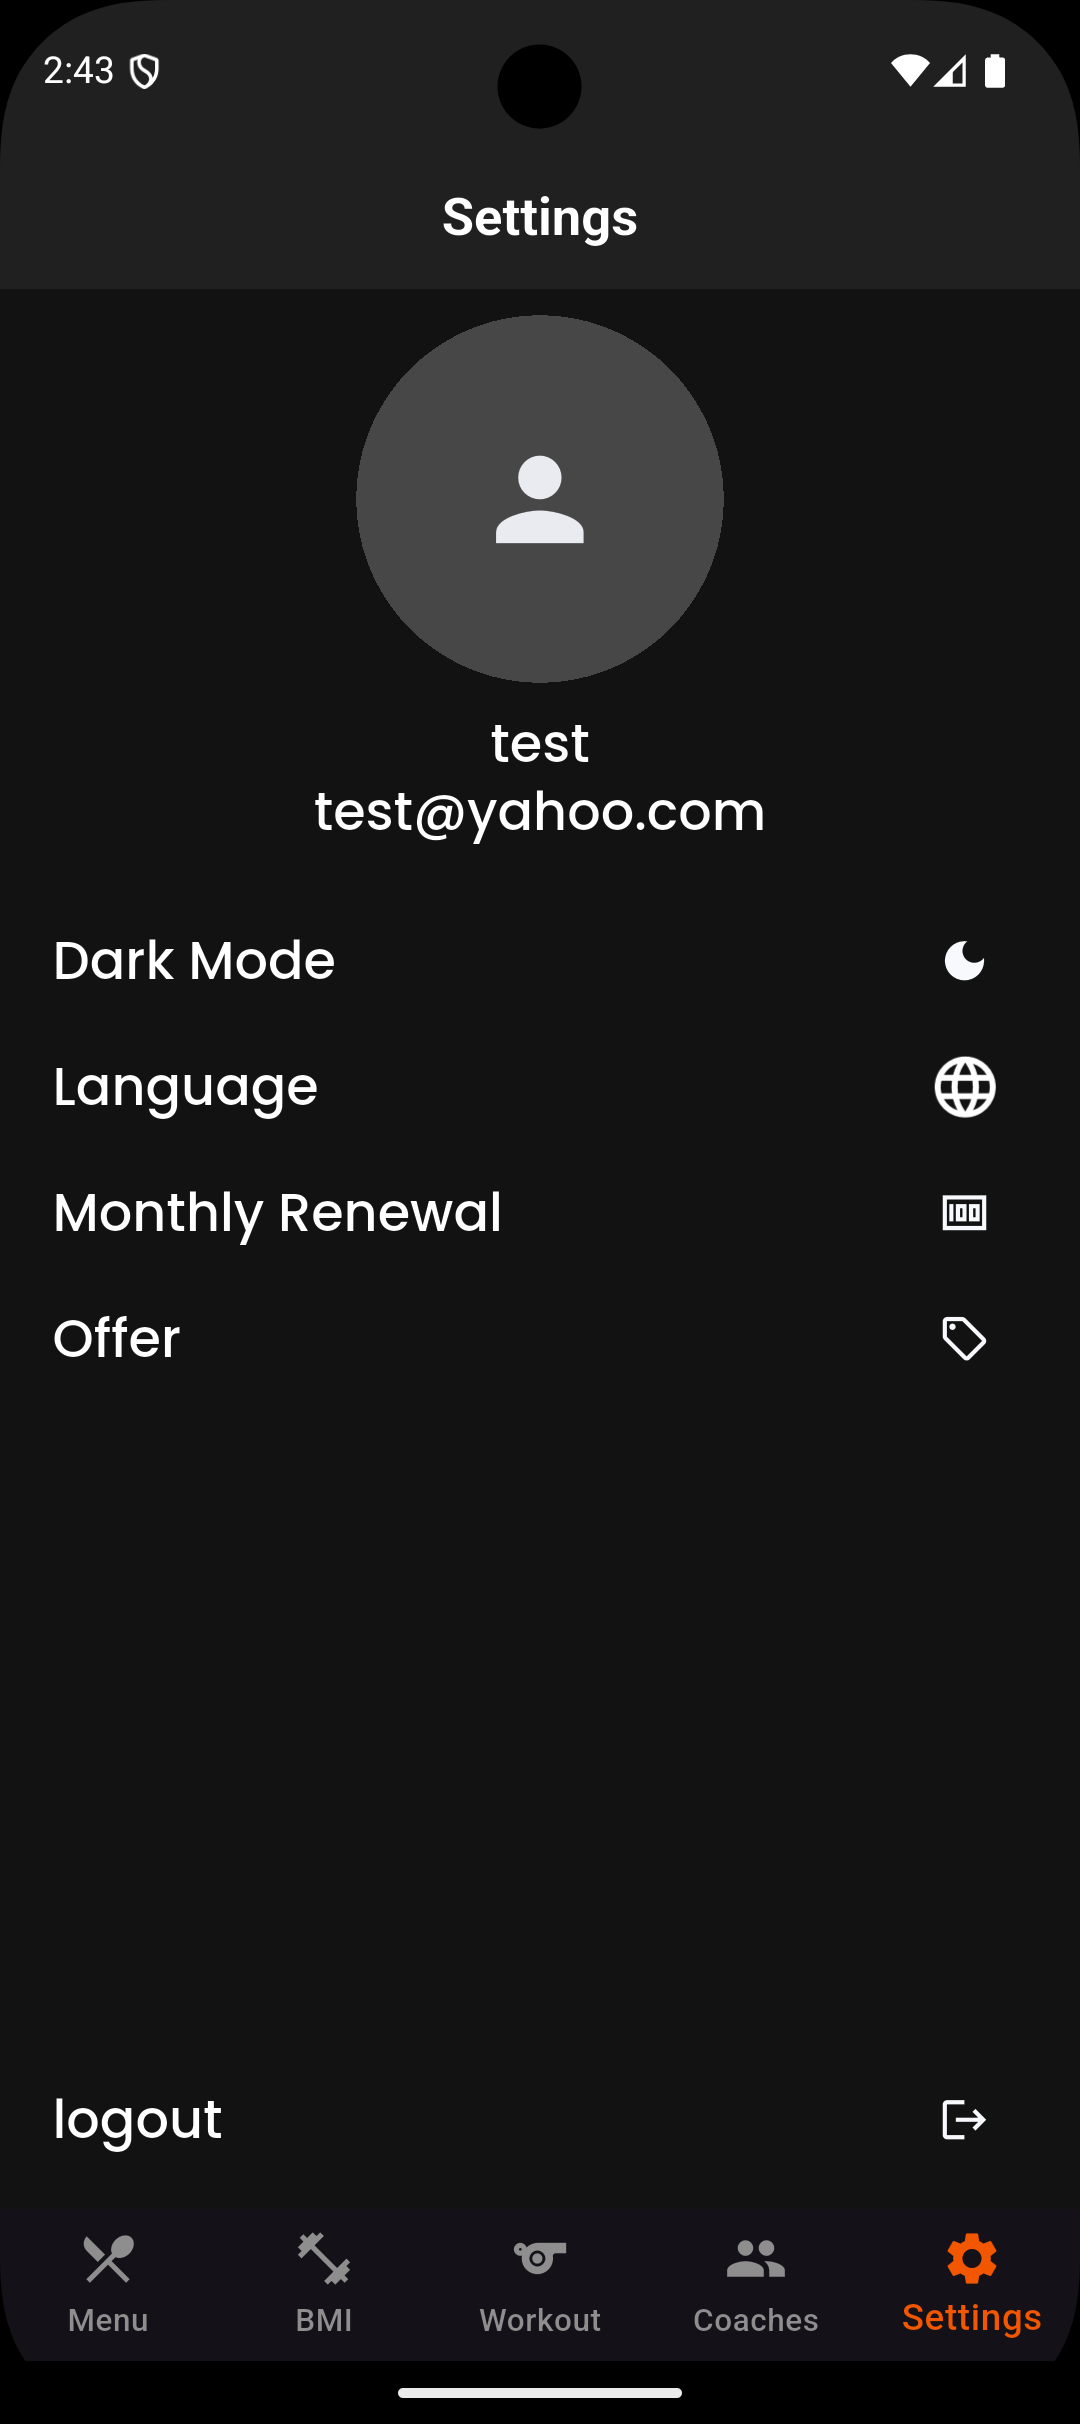 2:43
Settings
test
test@yahoo.com
Dark Mode
Language
Monthly Renewal
Offer
logout
Menu
BMI
Workout
Coaches
Settings